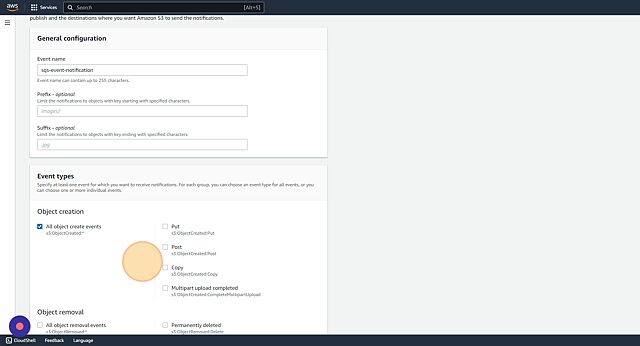 aws
Services
Search
[Alt+S]
publish and the destinations where you want Amazon S3 to send the notifications.
General configuration
Event name
sqs-event-notification
Event name can contain up to 255 characters.
Prefix - optional
Limit the notifications to objects with key starting with specified characters.
images/
Suffix - optional
Limit the notifications to objects with key ending with specified characters.
.jpg
Event types
Specify at least one event for which you want to receive notifications. For each group, you can choose an event type for all events, or you
can choose one or more individual events.
Object creation
All object create events
s3:ObjectCreated:*
Put
s3:ObjectCreated:Put
Post
s3:ObjectCreated:Post
Copy
s3:ObjectCreated:Copy
Multipart upload completed
s3:ObjectCreated:CompleteMultipartUpload
Object removal
All object removal events
s3:ObjectRemoved:*
Permanently deleted
s3:ObjectRemoved:Delete
CloudShell
Feedback
Language